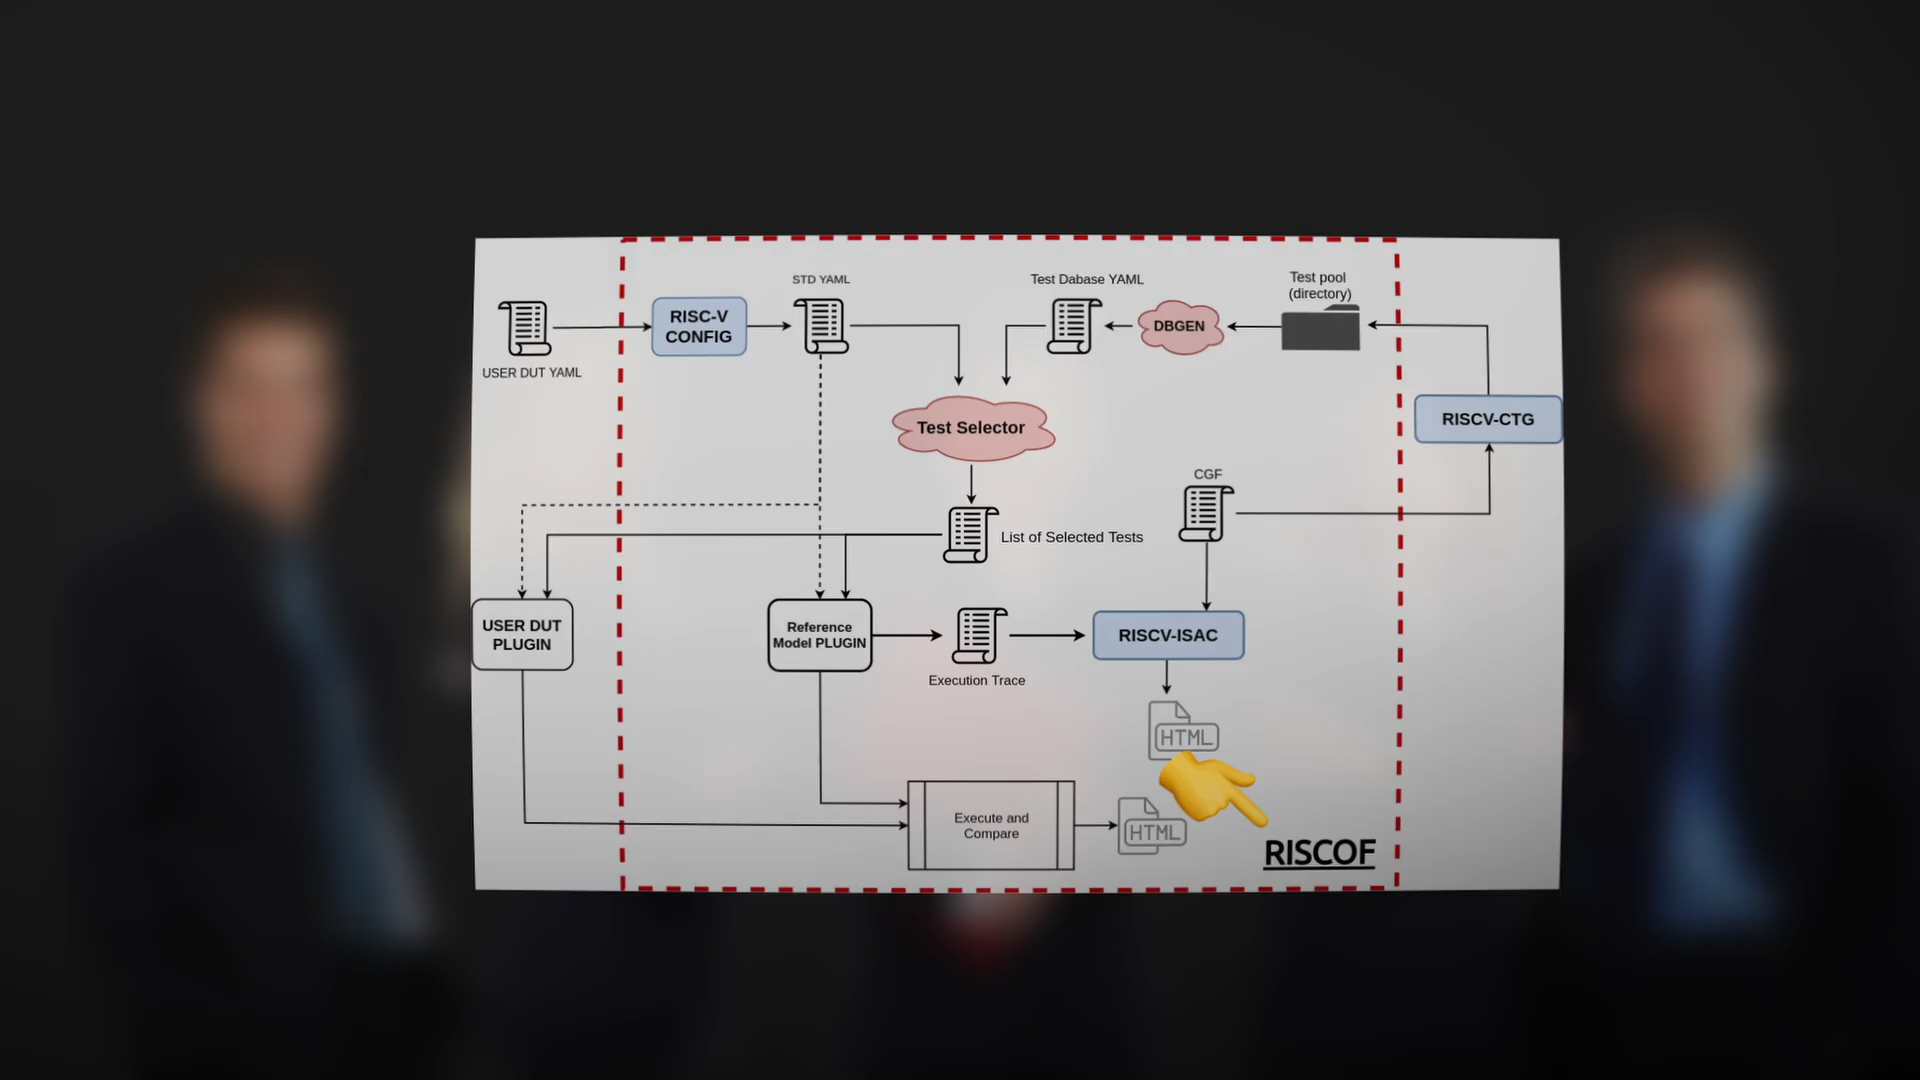 STD YAML
Test Dabase YAML
Test pool
(directory)
RISC-V
CONFIG
DBGEN
USER DUT YAML
RISCV-CTG
Test Selector
CGF
List of Selected Tests
USER DUT
PLUGIN
Reference
Model PLUGIN
RISCV-ISAC
Execution Trace
HTML
Execute and
Compare
HTML
RISCOF